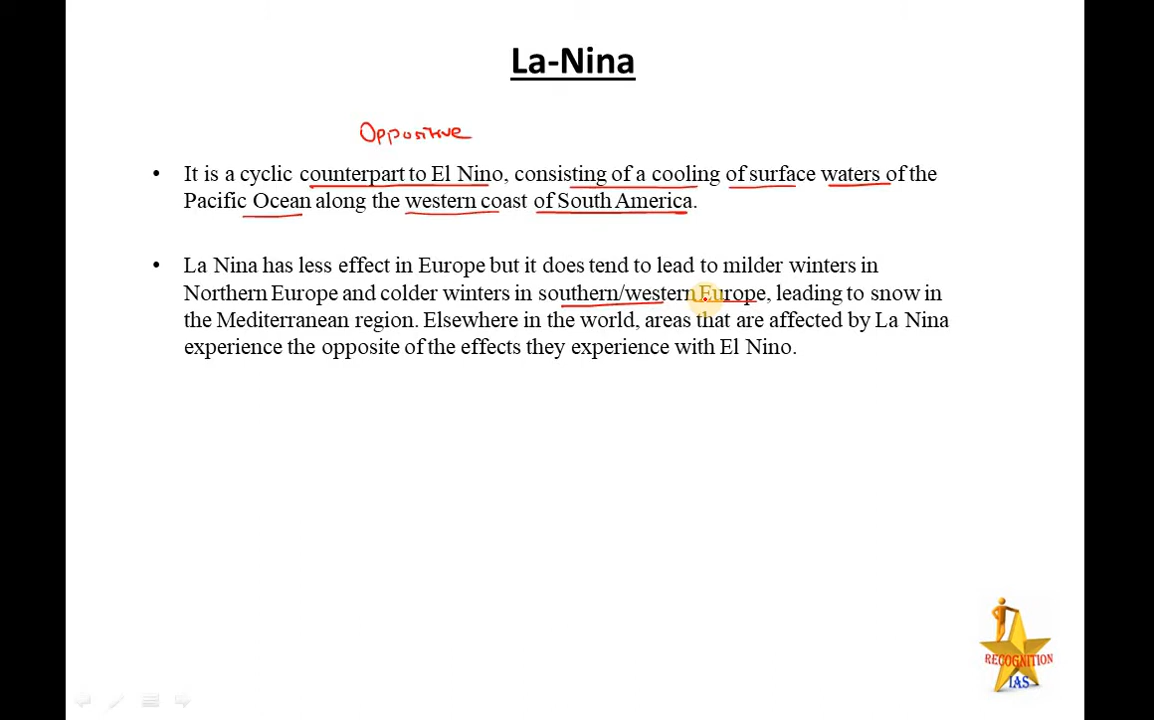 La-Nina
Oppositive
• It is a cyclic counterpart to El Nino, consisting of a cooling of surface waters of the
Pacific Ocean along the western coast of South America.
• La Nina has less effect in Europe but it does tend to lead to milder winters in
Northern Europe and colder winters in southern/western Europe, leading to snow in
the Mediterranean region. Elsewhere in the world, areas that are affected by La Nina
experience the opposite of the effects they experience with El Nino.
RECOGNITION
IAS